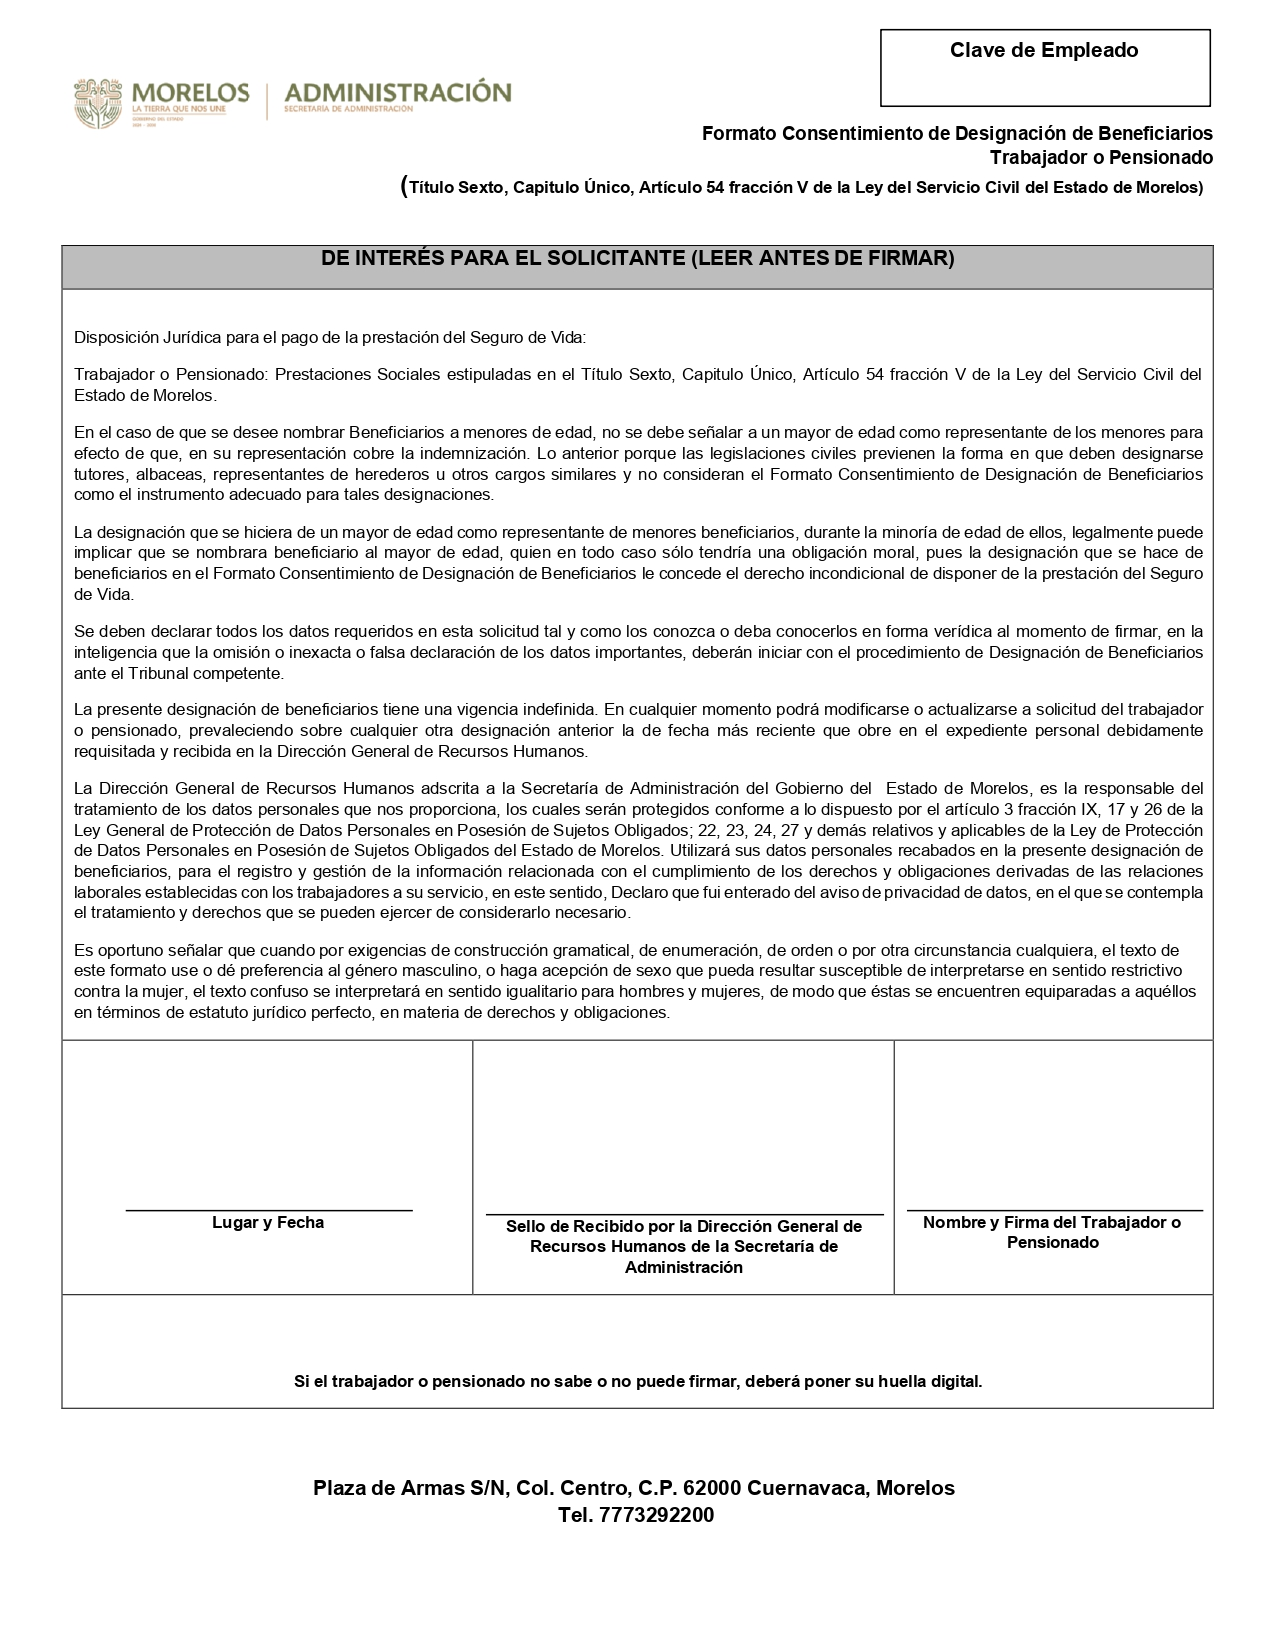 Clave de Empleado
MORELOS
LA TIERRA QUE NOS UNE
GOBIERNO DEL ESTADO
2024 - 2030
ADMINISTRACIÓN
SECRETARÍA DE ADMINISTRACIÓN
Formato Consentimiento de Designación de Beneficiarios
Trabajador o Pensionado
(Título Sexto, Capitulo Único, Artículo 54 fracción V de la Ley del Servicio Civil del Estado de Morelos)
DE INTERÉS PARA EL SOLICITANTE (LEER ANTES DE FIRMAR)
Disposición Jurídica para el pago de la prestación del Seguro de Vida:
Trabajador o Pensionado: Prestaciones Sociales estipuladas en el Título Sexto, Capitulo Único, Artículo 54 fracción V de la Ley del Servicio Civil del
Estado de Morelos.
En el caso de que se desee nombrar Beneficiarios a menores de edad, no se debe señalar a un mayor de edad como representante de los menores para
efecto de que, en su representación cobre la indemnización. Lo anterior porque las legislaciones civiles previenen la forma en que deben designarse
tutores, albaceas, representantes de herederos u otros cargos similares y no consideran el Formato Consentimiento de Designación de Beneficiarios
como el instrumento adecuado para tales designaciones.
La designación que se hiciera de un mayor de edad como representante de menores beneficiarios, durante la minoría de edad de ellos, legalmente puede
implicar que se nombrara beneficiario al mayor de edad, quien en todo caso sólo tendría una obligación moral, pues la designación que se hace de
beneficiarios en el Formato Consentimiento de Designación de Beneficiarios le concede el derecho incondicional de disponer de la prestación del Seguro
de Vida.
Se deben declarar todos los datos requeridos en esta solicitud tal y como los conozca o deba conocerlos en forma verídica al momento de firmar, en la
inteligencia que la omisión o inexacta o falsa declaración de los datos importantes, deberán iniciar con el procedimiento de Designación de Beneficiarios
ante el Tribunal competente.
La presente designación de beneficiarios tiene una vigencia indefinida. En cualquier momento podrá modificarse o actualizarse a solicitud del trabajador
o pensionado, prevaleciendo sobre cualquier otra designación anterior la de fecha más reciente que obre en el expediente personal debidamente
requisitada y recibida en la Dirección General de Recursos Humanos.
La Dirección General de Recursos Humanos adscrita a la Secretaría de Administración del Gobierno del Estado de Morelos, es la responsable del
tratamiento de los datos personales que nos proporciona, los cuales serán protegidos conforme a lo dispuesto por el artículo 3 fracción IX, 17 y 26 de la
Ley General de Protección de Datos Personales en Posesión de Sujetos Obligados; 22, 23, 24, 27 y demás relativos y aplicables de la Ley de Protección
de Datos Personales en Posesión de Sujetos Obligados del Estado de Morelos. Utilizará sus datos personales recabados en la presente designación de
beneficiarios, para el registro y gestión de la información relacionada con el cumplimiento de los derechos y obligaciones derivadas de las relaciones
laborales establecidas con los trabajadores a su servicio, en este sentido, Declaro que fui enterado del aviso de privacidad de datos, en el que se contempla
el tratamiento y derechos que se pueden ejercer de considerarlo necesario.
Es oportuno señalar que cuando por exigencias de construcción gramatical, de enumeración, de orden o por otra circunstancia cualquiera, el texto de
este formato use o dé preferencia al género masculino, o haga acepción de sexo que pueda resultar susceptible de interpretarse en sentido restrictivo
contra la mujer, el texto confuso se interpretará en sentido igualitario para hombres y mujeres, de modo que éstas se encuentren equiparadas a aquéllos
en términos de estatuto jurídico perfecto, en materia de derechos y obligaciones.
Lugar y Fecha
Sello de Recibido por la Dirección General de
Recursos Humanos de la Secretaría de
Administración
Nombre y Firma del Trabajador o
Pensionado
Si el trabajador o pensionado no sabe o no puede firmar, deberá poner su huella digital.
Plaza de Armas S/N, Col. Centro, C.P. 62000 Cuernavaca, Morelos
Tel. 7773292200